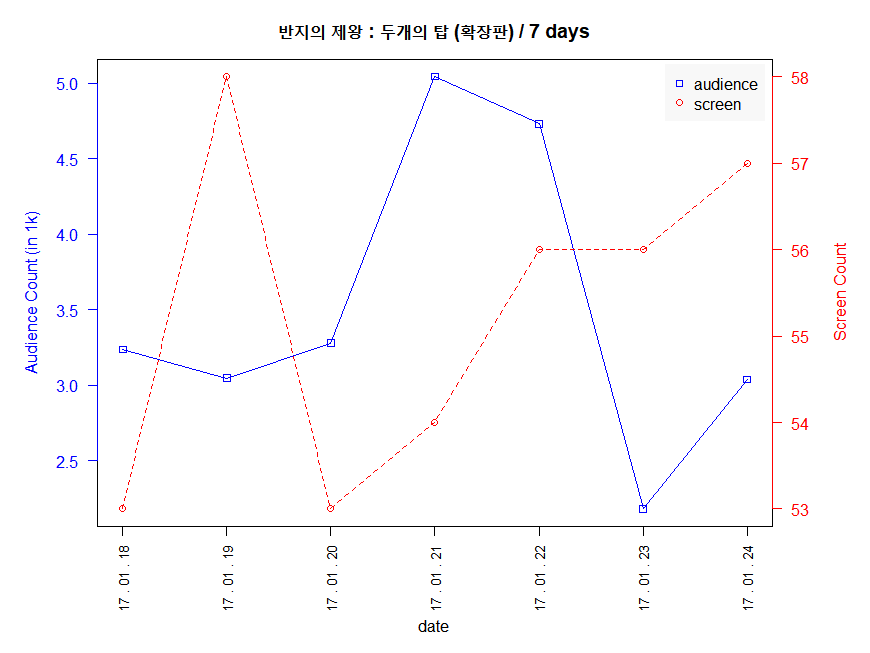 반지의 제왕 : 두개의 탑 (확장판) / 7 days
audience
screen
Audience Count (in 1k)
5.0
4.5
4.0
3.5
3.0
2.5
58
57
56
55
54
53
Screen Count
17 . 01 . 18
17 . 01 . 19
17 . 01 . 20
17 . 01 . 21
17 . 01 . 22
17 . 01 . 23
17 . 01 . 24
date